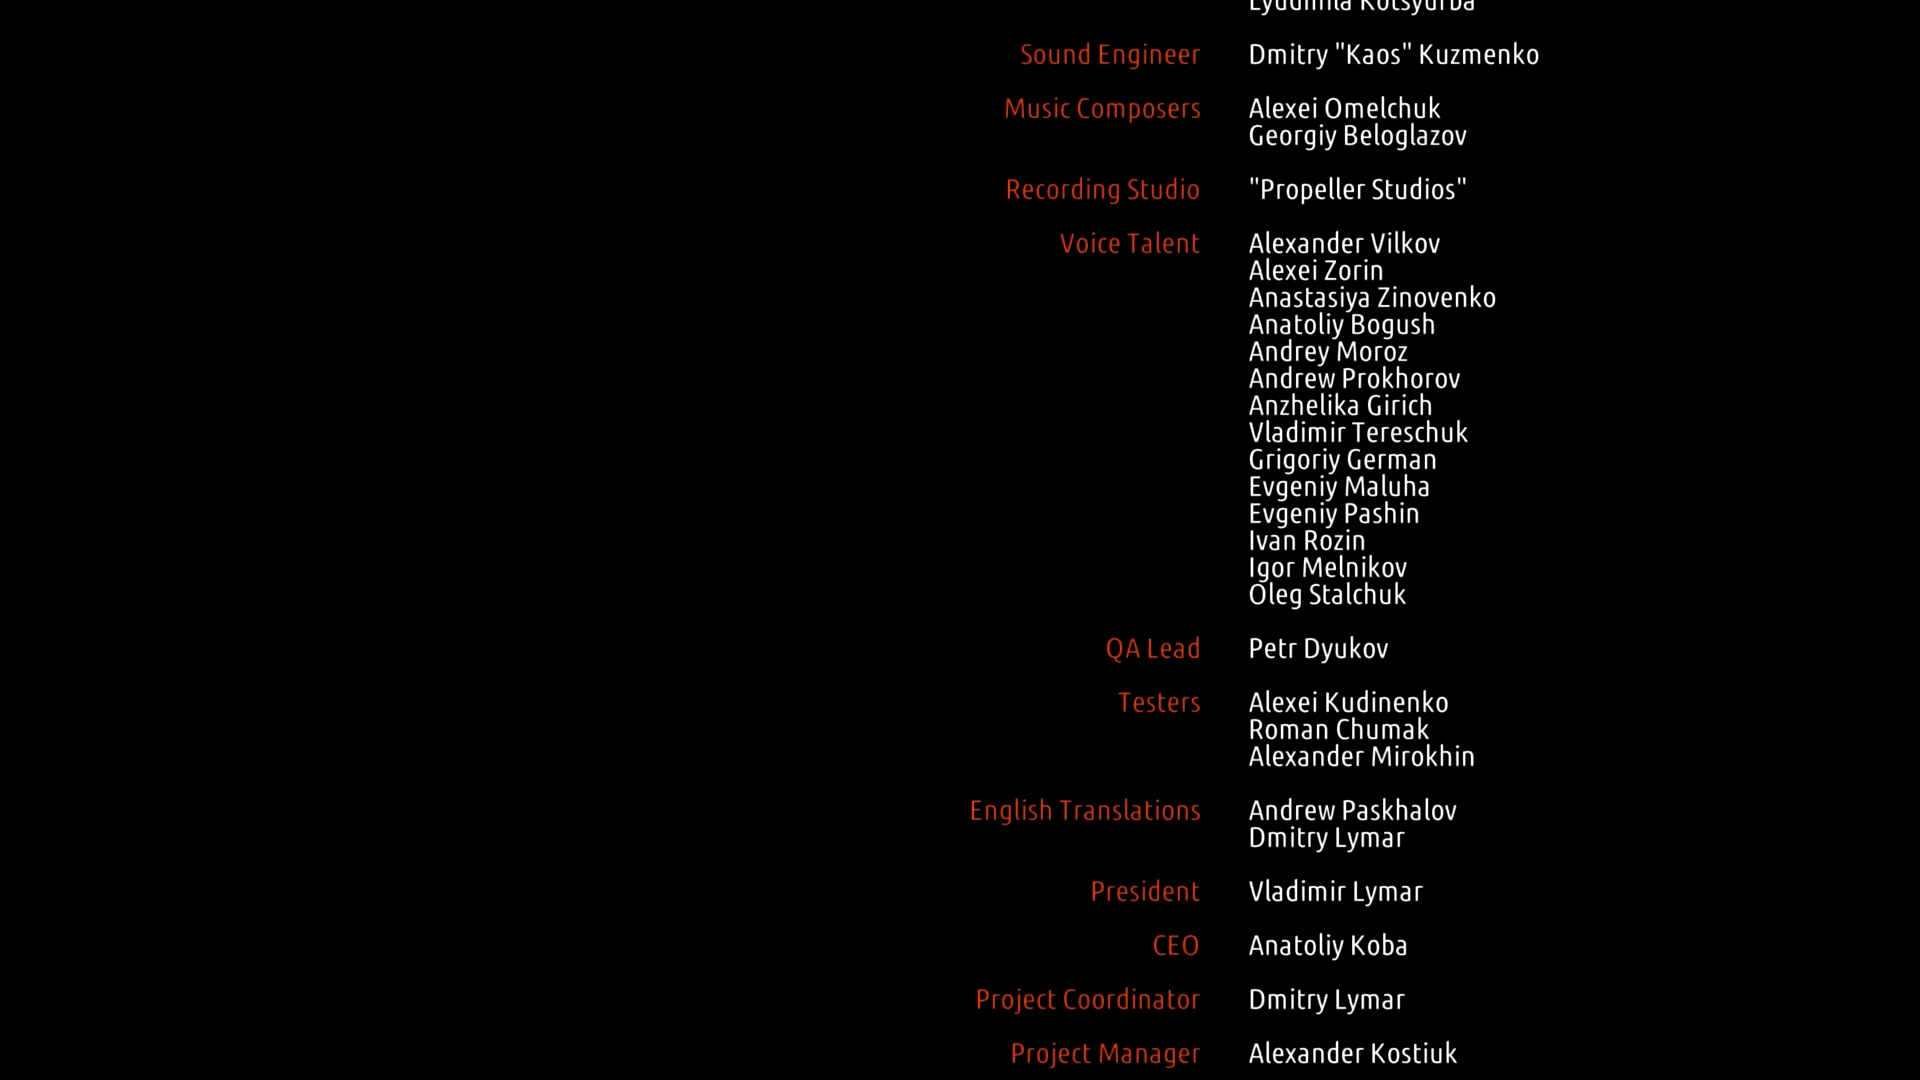 Lyudmila Kotsyurba
Sound Engineer Dmitry "Kaos" Kuzmenko
Music Composers Alexei Omelchuk
Georgiy Beloglazov
Recording Studio "Propeller Studios"
Voice Talent Alexander Vilkov
Alexei Zorin
Anastasiya Zinovenko
Anatoliy Bogush
Andrey Moroz
Andrew Prokhorov
Anzhelika Girich
Vladimir Tereschuk
Grigoriy German
Evgeniy Maluha
Evgeniy Pashin
Ivan Rozin
Igor Melnikov
Oleg Stalchuk
QA Lead Petr Dyukov
Testers Alexei Kudinenko
Roman Chumak
Alexander Mirokhin
English Translations Andrew Paskhalov
Dmitry Lymar
President Vladimir Lymar
CEO Anatoliy Koba
Project Coordinator Dmitry Lymar
Project Manager Alexander Kostiuk